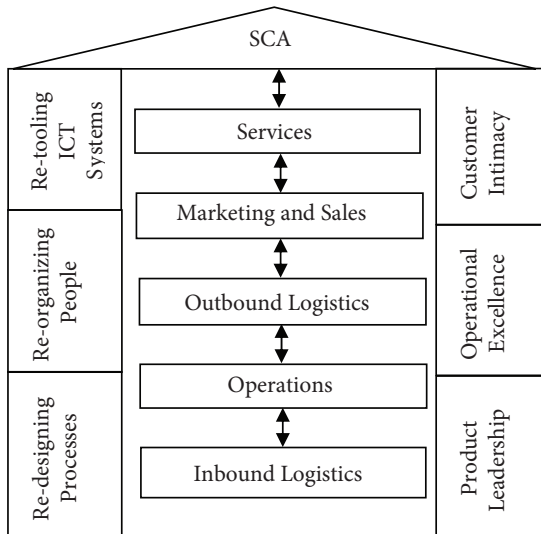 SCA
Re-tooling
ICT
Systems
Re-organizing
People
Re-designing
Processes
Services
Marketing and Sales
Outbound Logistics
Operations
Inbound Logistics
Customer
Intimacy
Operational
Excellence
Product
Leadership